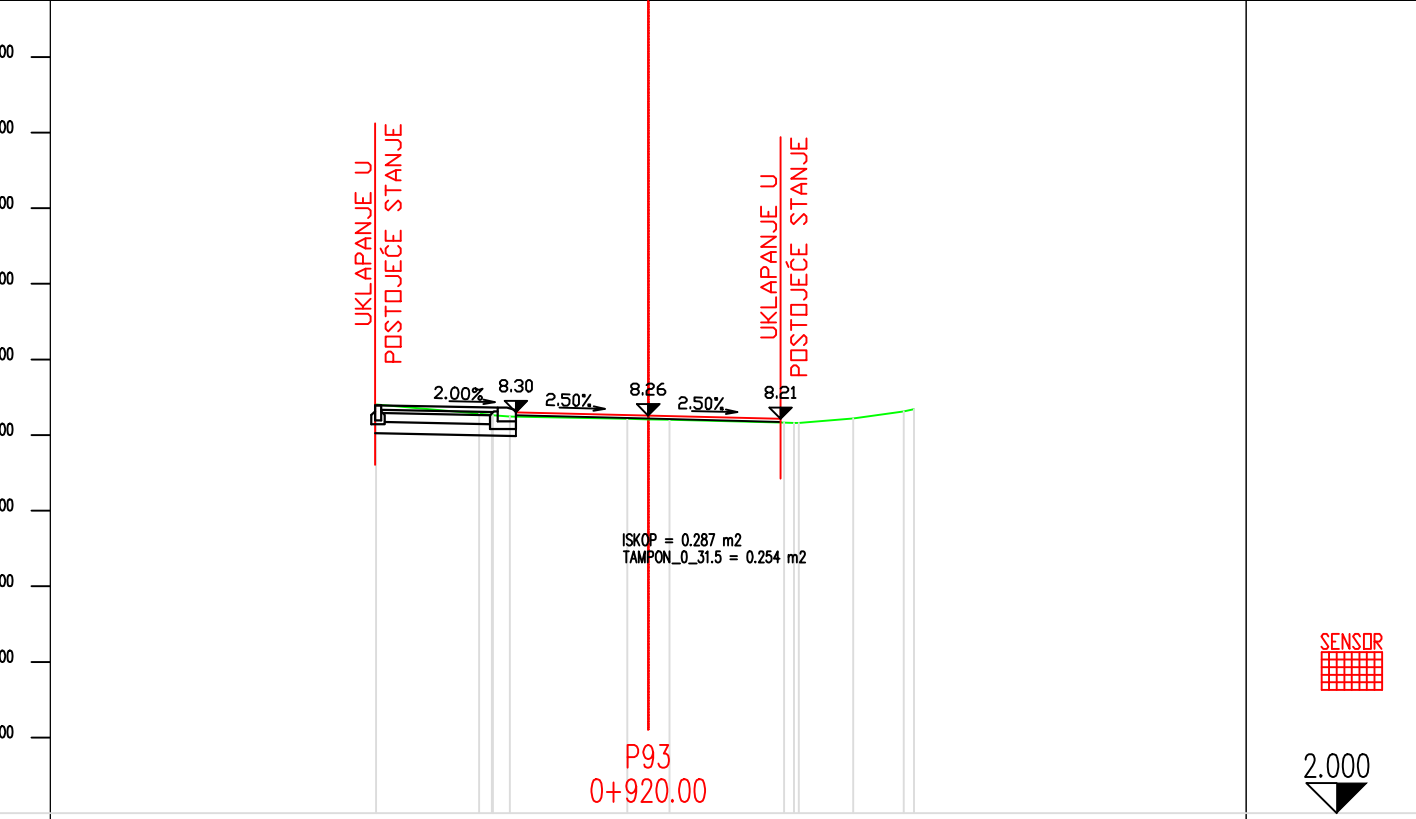 UKLAPANJE U
POSTOJEĆE STANJE
UKLAPANJE U
POSTOJEĆE STANJE
2.00%
8.30
2.50%
8.26
2.50%
8.21
ISKOP = 0.287 m2
TAMPON_0_31.5 = 0.254 m2
SENSOR
P93
0+920.00
2.000